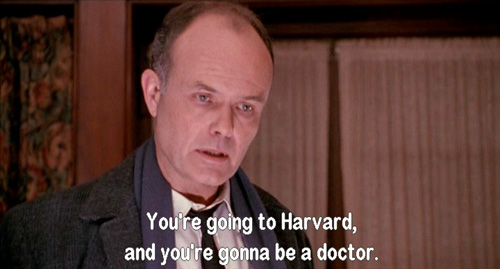 You're going to Harvard,
and you're gonna be a doctor.